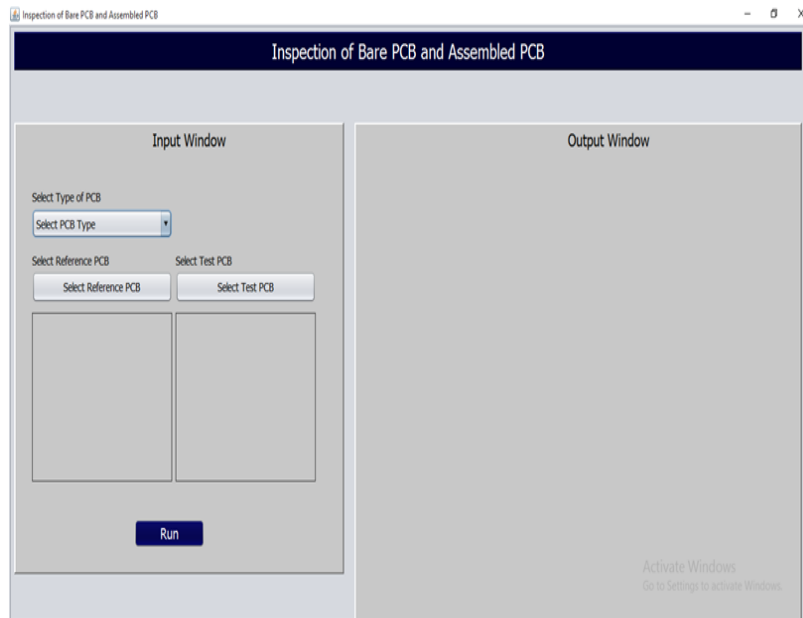 Inspection of Bare PCB and Assembled PCB
Inspection of Bare PCB and Assembled PCB
Input Window
Select Type of PCB
Select PCB Type
Select Reference PCB Select Test PCB
Select Reference PCB Select Test PCB
Run
Output Window
Activate Windows
Go to Settings to activate Windows.